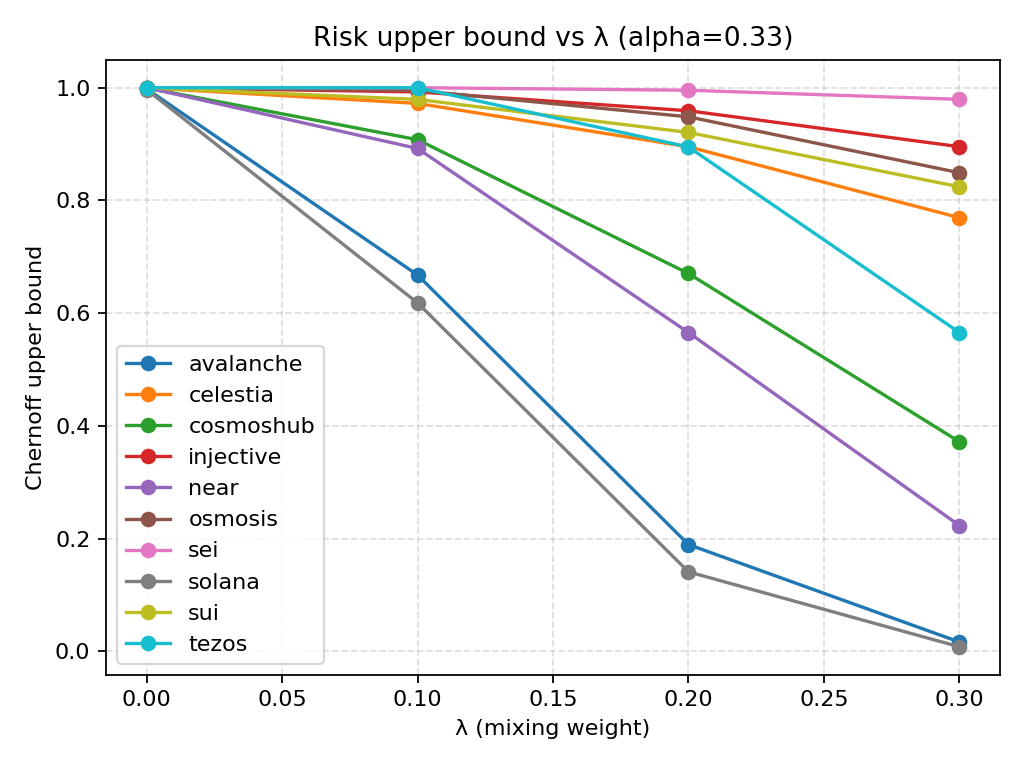 Risk upper bound vs λ (alpha=0.33)
Chernoff upper bound
1.0
0.8
0.6
0.4
0.2
0.0
avalanche
celestia
cosmoshub
injective
near
osmosis
sei
solana
sui
tezos
0.00 0.05 0.10 0.15 0.20 0.25 0.30
λ (mixing weight)